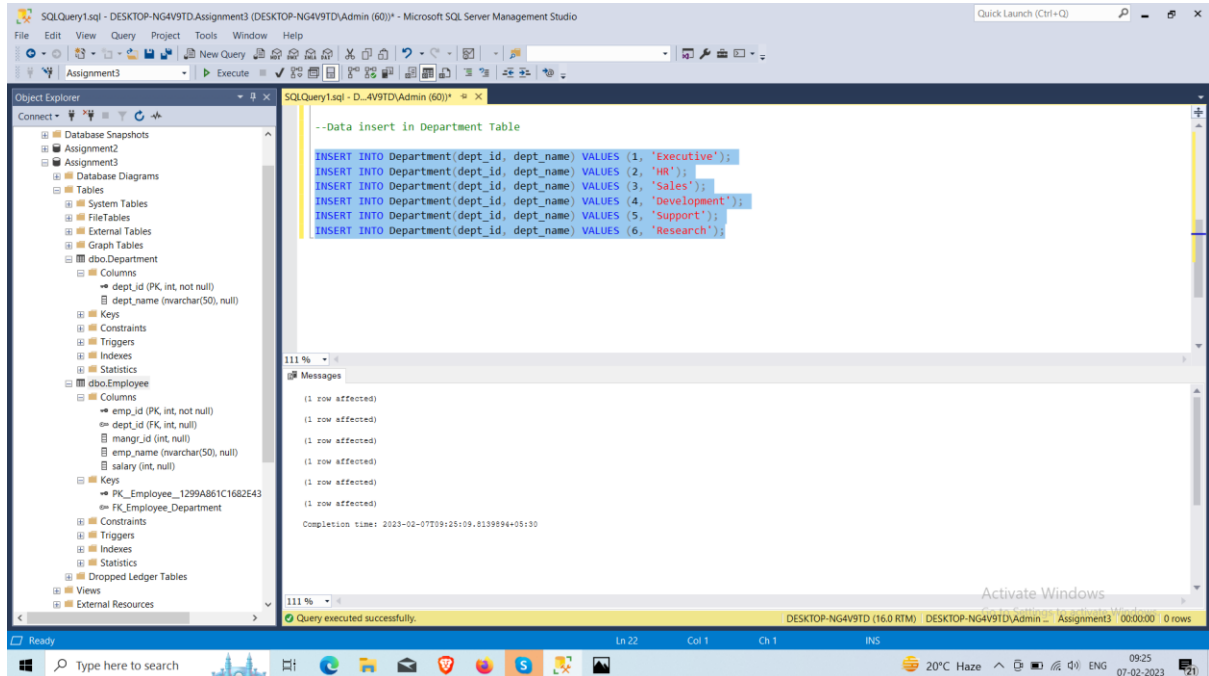 SQLQuery1.sql - DESKTOP-NG4V9TD.Assignment3 (DESKTOP-NG4V9TD\Admin (60))* - Microsoft SQL Server Management Studio
Quick Launch (Ctrl+Q)
File Edit View Query Project Tools Window Help
New Query
Assignment3
Execute
Object Explorer
Connect
Database Snapshots
Assignment2
Assignment3
Database Diagrams
Tables
System Tables
FileTables
External Tables
Graph Tables
dbo.Department
Columns
dept_id (PK, int, not null)
dept_name (nvarchar(50), null)
Keys
Constraints
Triggers
Indexes
Statistics
dbo.Employee
Columns
emp_id (PK, int, not null)
dept_id (FK, int, null)
mangr_id (int, null)
emp_name (nvarchar(50), null)
salary (int, null)
Keys
PK__Employee__1299A861C1682E43
FK_Employee_Department
Constraints
Triggers
Indexes
Statistics
Dropped Ledger Tables
Views
External Resources
SQLQuery1.sql - D...4V9TD\Admin (60))*
--Data insert in Department Table
INSERT INTO Department(dept_id, dept_name) VALUES (1, 'Executive');
INSERT INTO Department(dept_id, dept_name) VALUES (2, 'HR');
INSERT INTO Department(dept_id, dept_name) VALUES (3, 'Sales');
INSERT INTO Department(dept_id, dept_name) VALUES (4, 'Development');
INSERT INTO Department(dept_id, dept_name) VALUES (5, 'Support');
INSERT INTO Department(dept_id, dept_name) VALUES (6, 'Research');
111 %
Messages
(1 row affected)
(1 row affected)
(1 row affected)
(1 row affected)
(1 row affected)
(1 row affected)
Completion time: 2023-02-07T09:25:09.8139894+05:30
111 %
Activate Windows
Go to Settings to activate Windows.
Query executed successfully.
DESKTOP-NG4V9TD (16.0 RTM) DESKTOP-NG4V9TD\Admin ... Assignment3 00:00:00 0 rows
Ready
Ln 22 Col 1 Ch 1 INS
Type here to search
20°C Haze
ENG
09:25
07-02-2023
21